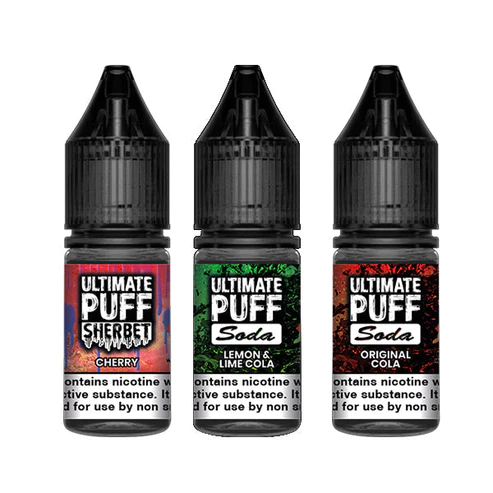 ULTIMATE
PUFF
SHERBET
CHERRY
ontains nicotine w
ctive substance. It
d for use by non s
ULTIMATE
PUFF
Soda
LEMON &
LIME COLA
ontains nicotine w
ctive substance. It
d for use by non su
ULTIMATE
PUFF
Soda
ORIGINAL
COLA
ontains nicotine w
ctive substance. It i
d for use by non sm